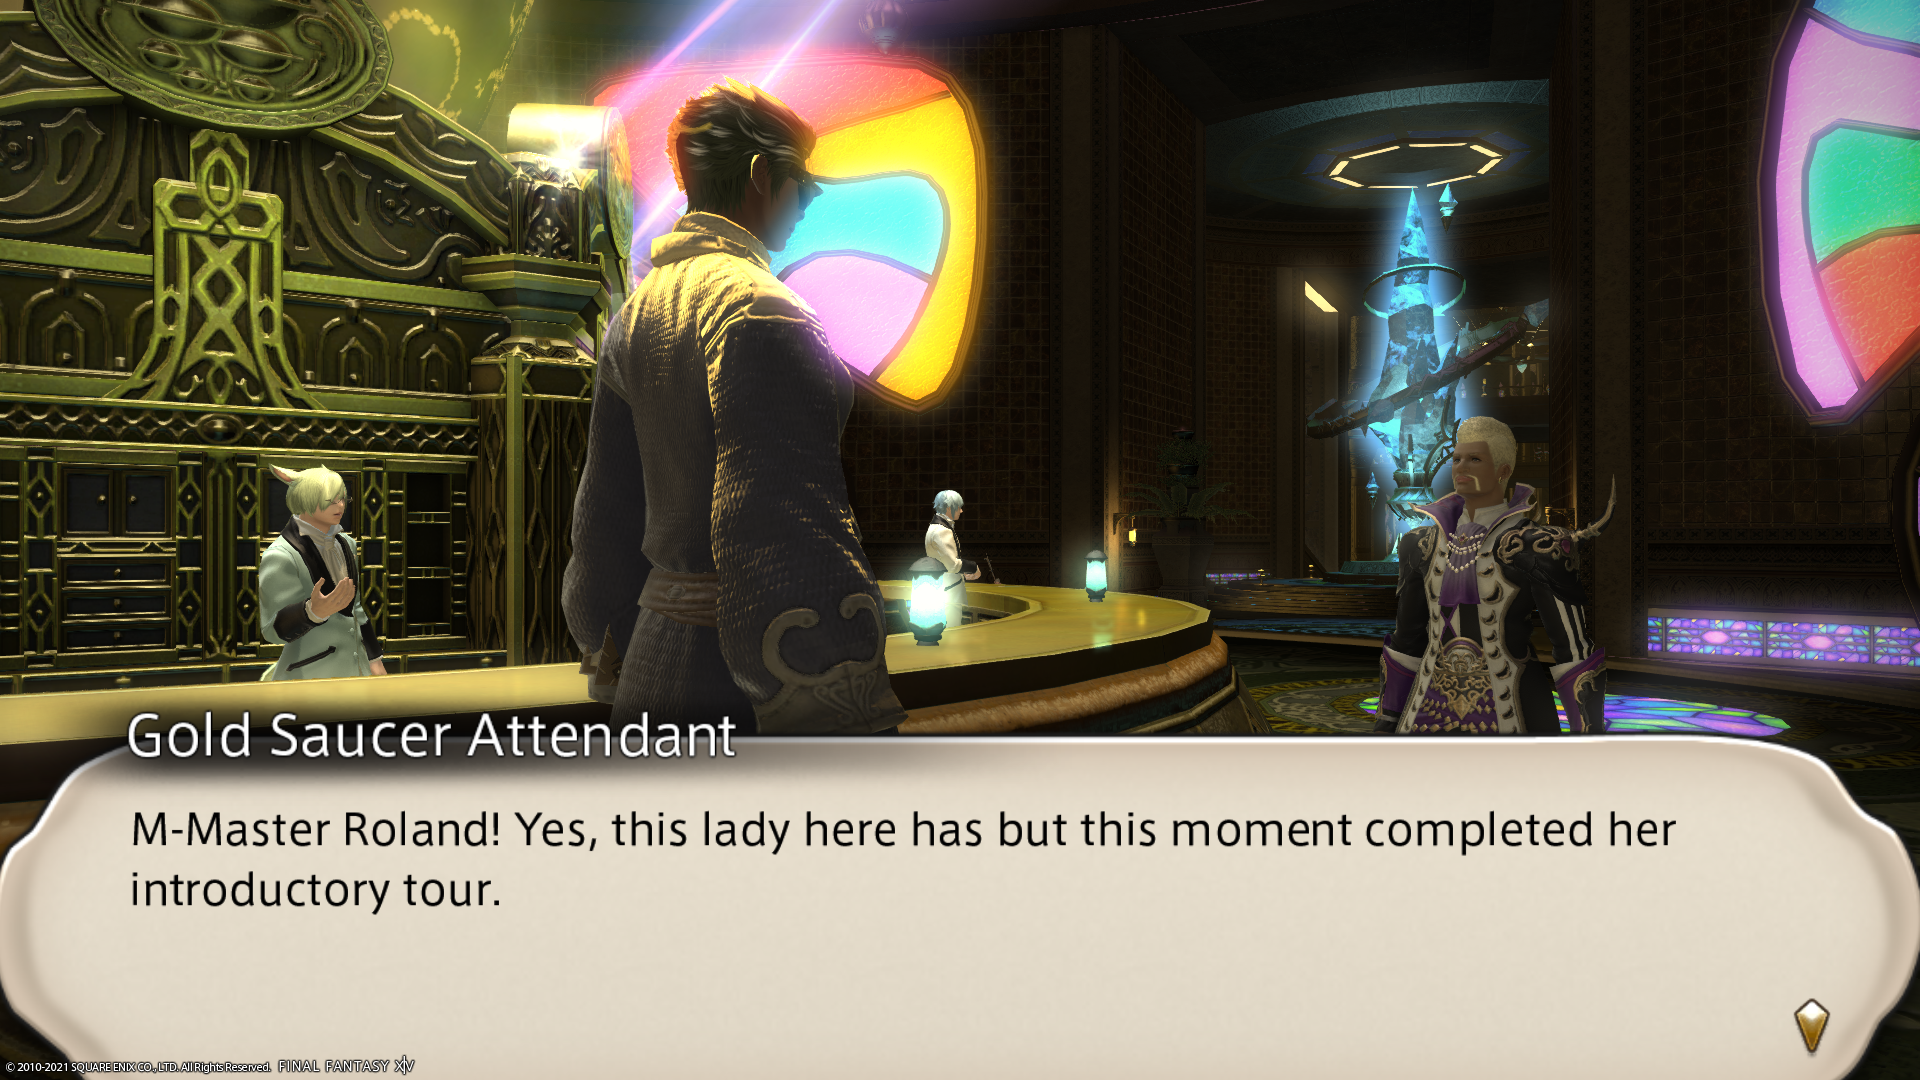 Gold Saucer Attendant
M-Master Roland! Yes, this lady here has but this moment completed her
introductory tour.
© 2010-2021 SQUARE ENIX CO., LTD. All Rights Reserved. FINAL FANTASY XIV